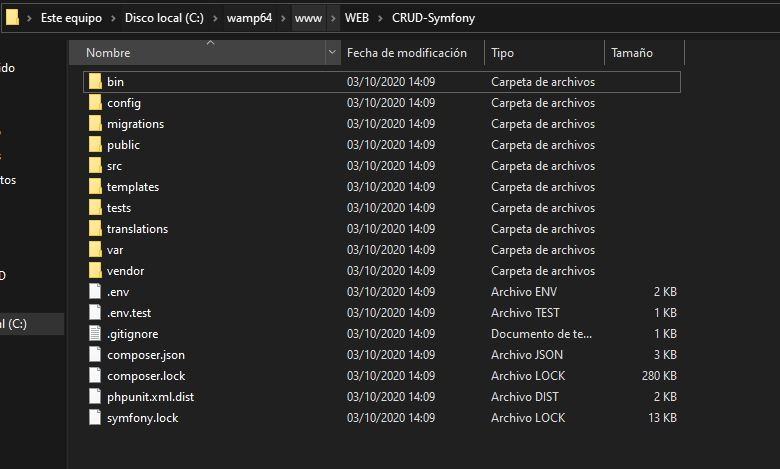 Este equipo > Disco local (C:) > wamp64 > www > WEB > CRUD-Symfony
Nombre Fecha de modificación Tipo Tamaño
bin 03/10/2020 14:09 Carpeta de archivos
ido
config 03/10/2020 14:09 Carpeta de archivos
migrations 03/10/2020 14:09 Carpeta de archivos
public 03/10/2020 14:09 Carpeta de archivos
src 03/10/2020 14:09 Carpeta de archivos
tos
templates 03/10/2020 14:09 Carpeta de archivos
tests 03/10/2020 14:09 Carpeta de archivos
translations 03/10/2020 14:09 Carpeta de archivos
var 03/10/2020 14:09 Carpeta de archivos
D
vendor 03/10/2020 14:09 Carpeta de archivos
.env 03/10/2020 14:09 Archivo ENV 2 KB
.env.test 03/10/2020 14:09 Archivo TEST 1 KB
l (C:)
.gitignore 03/10/2020 14:09 Documento de te... 1 KB
composer.json 03/10/2020 14:09 Archivo JSON 3 KB
composer.lock 03/10/2020 14:09 Archivo LOCK 280 KB
phpunit.xml.dist 03/10/2020 14:09 Archivo DIST 2 KB
symfony.lock 03/10/2020 14:09 Archivo LOCK 13 KB